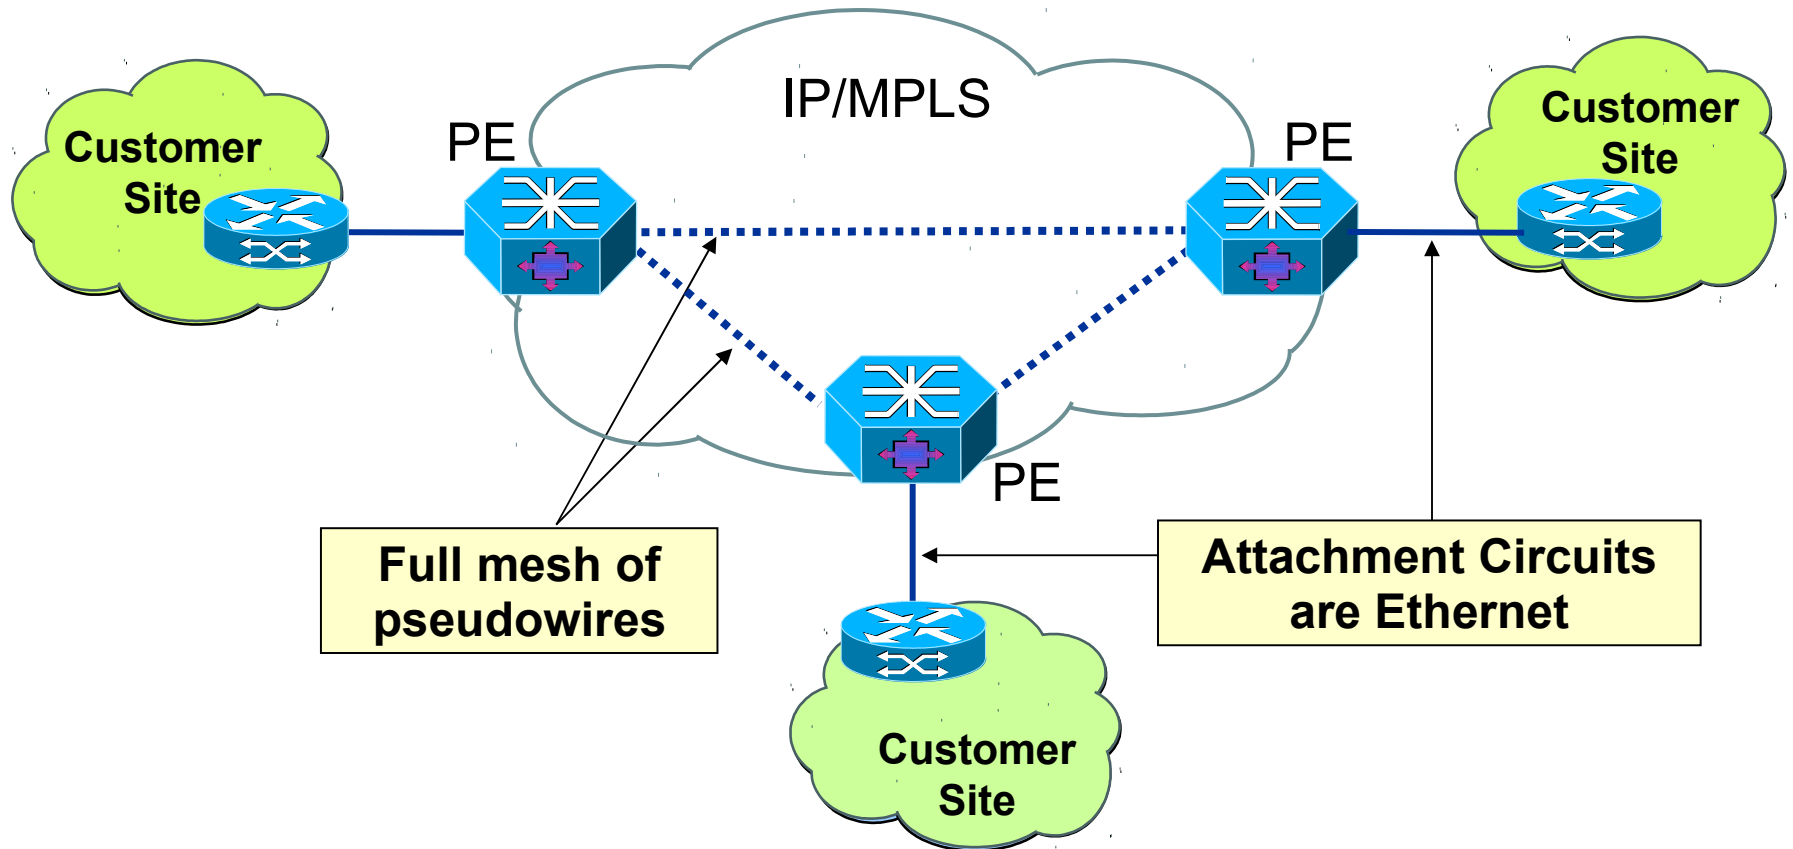 IP/MPLS
PE
PE
Customer
Site
Customer
Site
PE
Full mesh of
pseudowires
Attachment Circuits
are Ethernet
Customer
Site